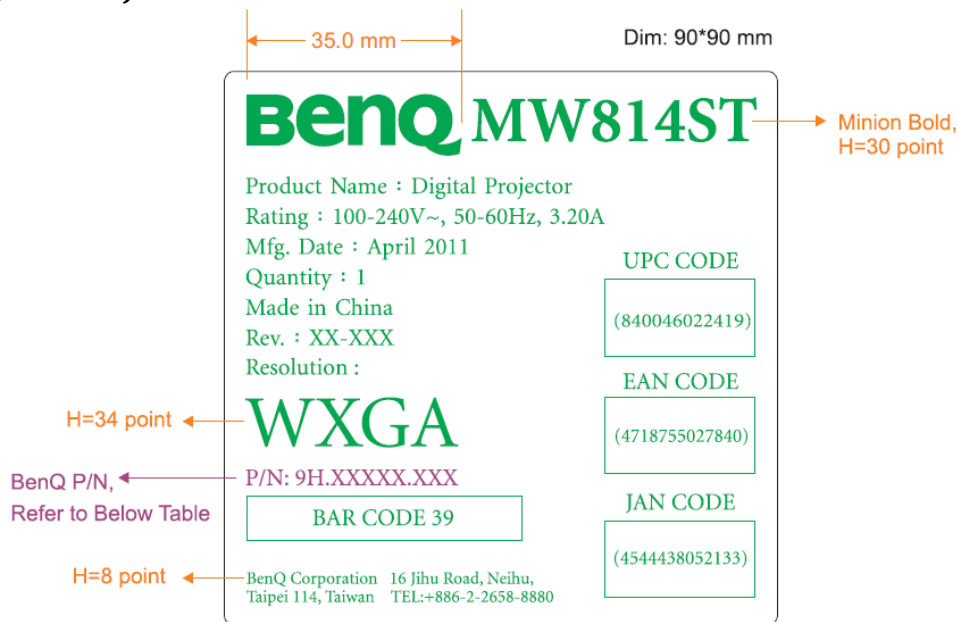 35.0 mm
Dim: 90*90 mm
BenQ MW814ST
Minion Bold,
H=30 point
Product Name : Digital Projector
Rating : 100-240V~, 50-60Hz, 3.20A
Mfg. Date : April 2011
Quantity : 1
Made in China
Rev. : XX-XXX
Resolution :
UPC CODE
(840046022419)
EAN CODE
(4718755027840)
JAN CODE
(4544438052133)
H=34 point
WXGA
BenQ P/N,
Refer to Below Table
P/N: 9H.XXXXX.XXX
BAR CODE 39
H=8 point
BenQ Corporation 16 Jihu Road, Neihu,
Taipei 114, Taiwan TEL:+886-2-2658-8880